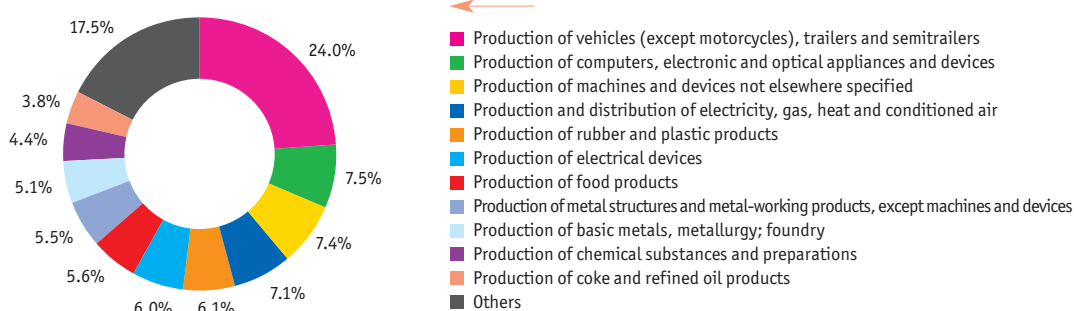 17.5%
24.0%
3.8%
4.4%
7.5%
5.1%
5.5%
7.4%
5.6%
7.1%
6.0% 6.1%
Production of vehicles (except motorcycles), trailers and semitrailers
Production of computers, electronic and optical appliances and devices
Production of machines and devices not elsewhere specified
Production and distribution of electricity, gas, heat and conditioned air
Production of rubber and plastic products
Production of electrical devices
Production of food products
Production of metal structures and metal-working products, except machines and devices
Production of basic metals, metallurgy; foundry
Production of chemical substances and preparations
Production of coke and refined oil products
Others